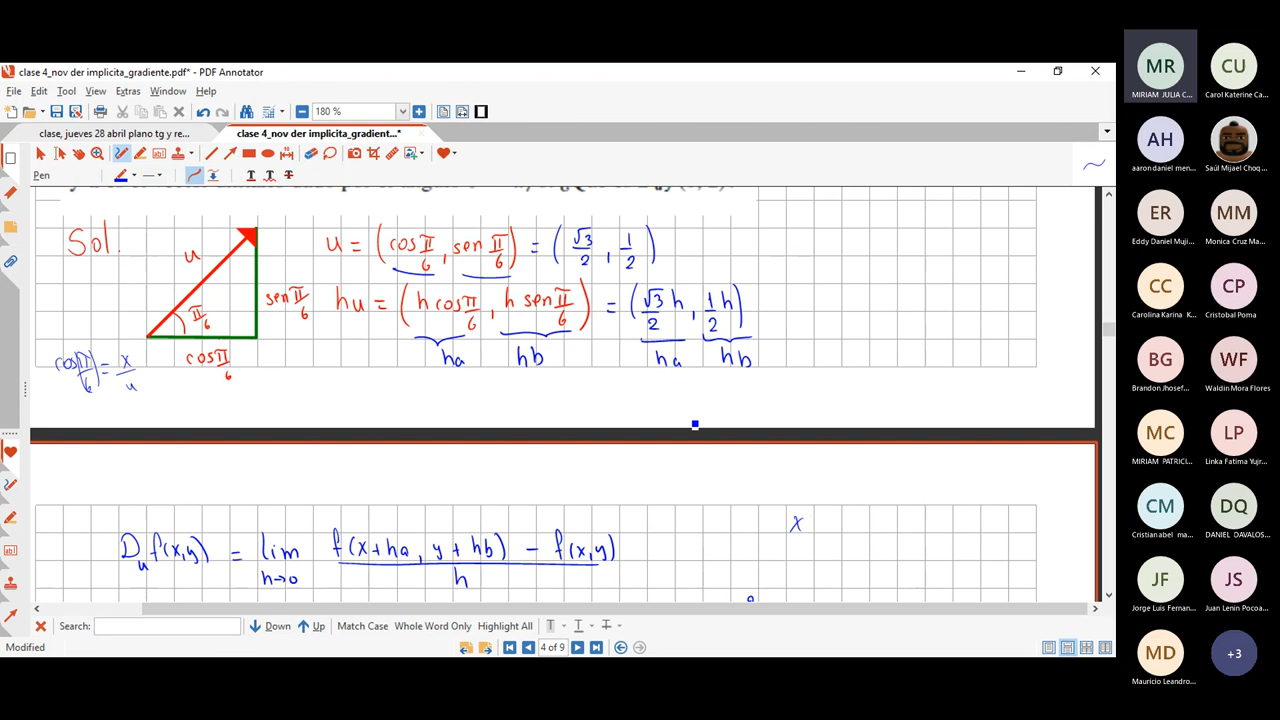 clase 4_nov der implicita_gradiente.pdf* - PDF Annotator
File Edit Tool View Extras Window Help
180 %
clase, jueves 28 abril plano tg y re...
clase 4_nov der implicita_gradient...*
Pen
Sol.
u
π/6
sen π/6
cos π/6
cos(π/6) = x/u
u = (cos π/6, sen π/6) = (√3/2, 1/2)
hu = (h cos π/6, h sen π/6) = (√3/2 h, 1/2 h)
ha hb ha hb
x
D_u f(x,y) = lim h→0 f(x+ha, y+hb) - f(x,y) / h
Search: Down Up Match Case Whole Word Only Highlight All
Modified
4 of 9
MR
MIRIAM JULIA C...
CU
Carol Katerine Ca...
AH
aaron daniel men...
Saúl Mijael Choq...
ER
Eddy Daniel Muji...
MM
Monica Cruz Ma...
CC
Carolina Karina K...
CP
Cristobal Poma
BG
Brandon Jhosef...
WF
Waldin Mora Flores
MC
MIRIAM PATRICI...
LP
Linka Fatima Yujr...
CM
Cristian abel ma...
DQ
DANIEL DAVALOS...
JF
Jorge Luis Fernan...
JS
Juan Lenin Pocoa...
MD
Mauricio Leandro...
+3